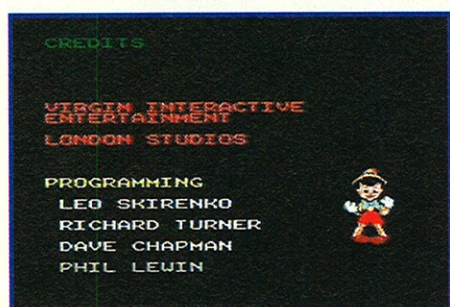 CREDITS
VIRGIN INTERACTIVE
ENTERTAINMENT
LONDON STUDIOS
PROGRAMMING
LEO SKIRENKO
RICHARD TURNER
DAVE CHAPMAN
PHIL LEWIN